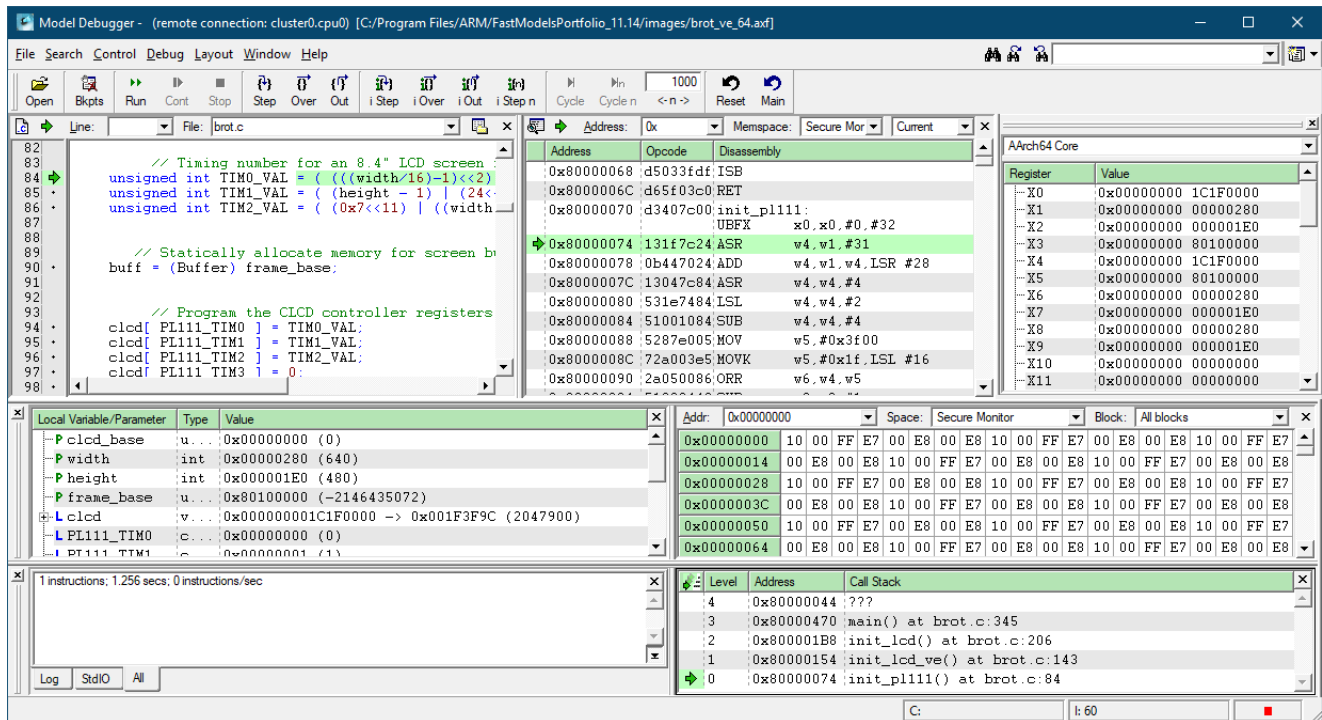 Model Debugger -   (remote connection: cluster0.cpu0)  [C:/Program Files/ARM/FastModelsPortfolio_11.14/images/brot_ve_64.axf]
File Search Control Debug Layout Window Help
Open Bkpts Run Cont Stop Step Over Out i Step i Over i Out i Step n Cycle Cycle n 1000 <- n -> Reset Main
Line: File: brot.c
82
83 // Timing number for an 8.4" LCD screen
84 unsigned int TIM0_VAL = ( (((width/16)-1)<<2)
85 unsigned int TIM1_VAL = ( (height - 1) | (24<
86 unsigned int TIM2_VAL = ( (0x7<<11) | ((width
87
88
89 // Statically allocate memory for screen
90 buff = (Buffer) frame_base;
91
92
93 // Program the CLCD controller registers
94 clcd[ PL111_TIM0 ] = TIM0_VAL;
95 clcd[ PL111_TIM1 ] = TIM1_VAL;
96 clcd[ PL111_TIM2 ] = TIM2_VAL;
97 clcd[ PL111_TIM3 ] = 0;
98
Address: 0x Memspace: Secure Mor Current
Address Opcode Disassembly
0x80000068 d5033fdf ISB
0x8000006C d65f03c0 RET
0x80000070 d3407c00 init_pl111:
UBFX x0,x0,#0,#32
0x80000074 131f7c24 ASR w4,w1,#31
0x80000078 0b447024 ADD w4,w1,w4,LSR #28
0x8000007C 13047c84 ASR w4,w4,#4
0x80000080 531e7484 LSL w4,w4,#2
0x80000084 51001084 SUB w4,w4,#4
0x80000088 5287e005 MOV w5,#0x3f00
0x8000008C 72a003e5 MOVK w5,#0x1f,LSL #16
0x80000090 2a050086 ORR w6,w4,w5
AArch64 Core
Register Value
X0 0x00000000 1C1F0000
X1 0x00000000 00000280
X2 0x00000000 000001E0
X3 0x00000000 80100000
X4 0x00000000 1C1F0000
X5 0x00000000 80100000
X6 0x00000000 00000280
X7 0x00000000 000001E0
X8 0x00000000 00000280
X9 0x00000000 000001E0
X10 0x00000000 00000000
X11 0x00000000 00000000
Local Variable/Parameter Type Value
P clcd_base u... 0x00000000 (0)
P width int 0x00000280 (640)
P height int 0x000001E0 (480)
P frame_base u... 0x80100000 (-2146435072)
L clcd v... 0x000000001C1F0000 -> 0x001F3F9C (2047900)
L PL111_TIM0 c... 0x00000000 (0)
L PL111_TIM1 c... 0x00000001 (1)
Addr: 0x00000000 Space: Secure Monitor Block: All blocks
0x00000000 10 00 FF E7 00 E8 00 E8 10 00 FF E7 00 E8 00 E8 10 00 FF E7
0x00000014 00 E8 00 E8 10 00 FF E7 00 E8 00 E8 10 00 FF E7 00 E8 00 E8
0x00000028 10 00 FF E7 00 E8 00 E8 10 00 FF E7 00 E8 00 E8 10 00 FF E7
0x0000003C 00 E8 00 E8 10 00 FF E7 00 E8 00 E8 10 00 FF E7 00 E8 00 E8
0x00000050 10 00 FF E7 00 E8 00 E8 10 00 FF E7 00 E8 00 E8 10 00 FF E7
0x00000064 00 E8 00 E8 10 00 FF E7 00 E8 00 E8 10 00 FF E7 00 E8 00 E8
1 instructions; 1.256 secs; 0 instructions/sec
Log StdIO All
Level Address Call Stack
4 0x80000044 ???
3 0x80000470 main() at brot.c:345
2 0x800001B8 init_lcd() at brot.c:206
1 0x80000154 init_lcd_ve() at brot.c:143
0 0x80000074 init_pl111() at brot.c:84
C: I: 60